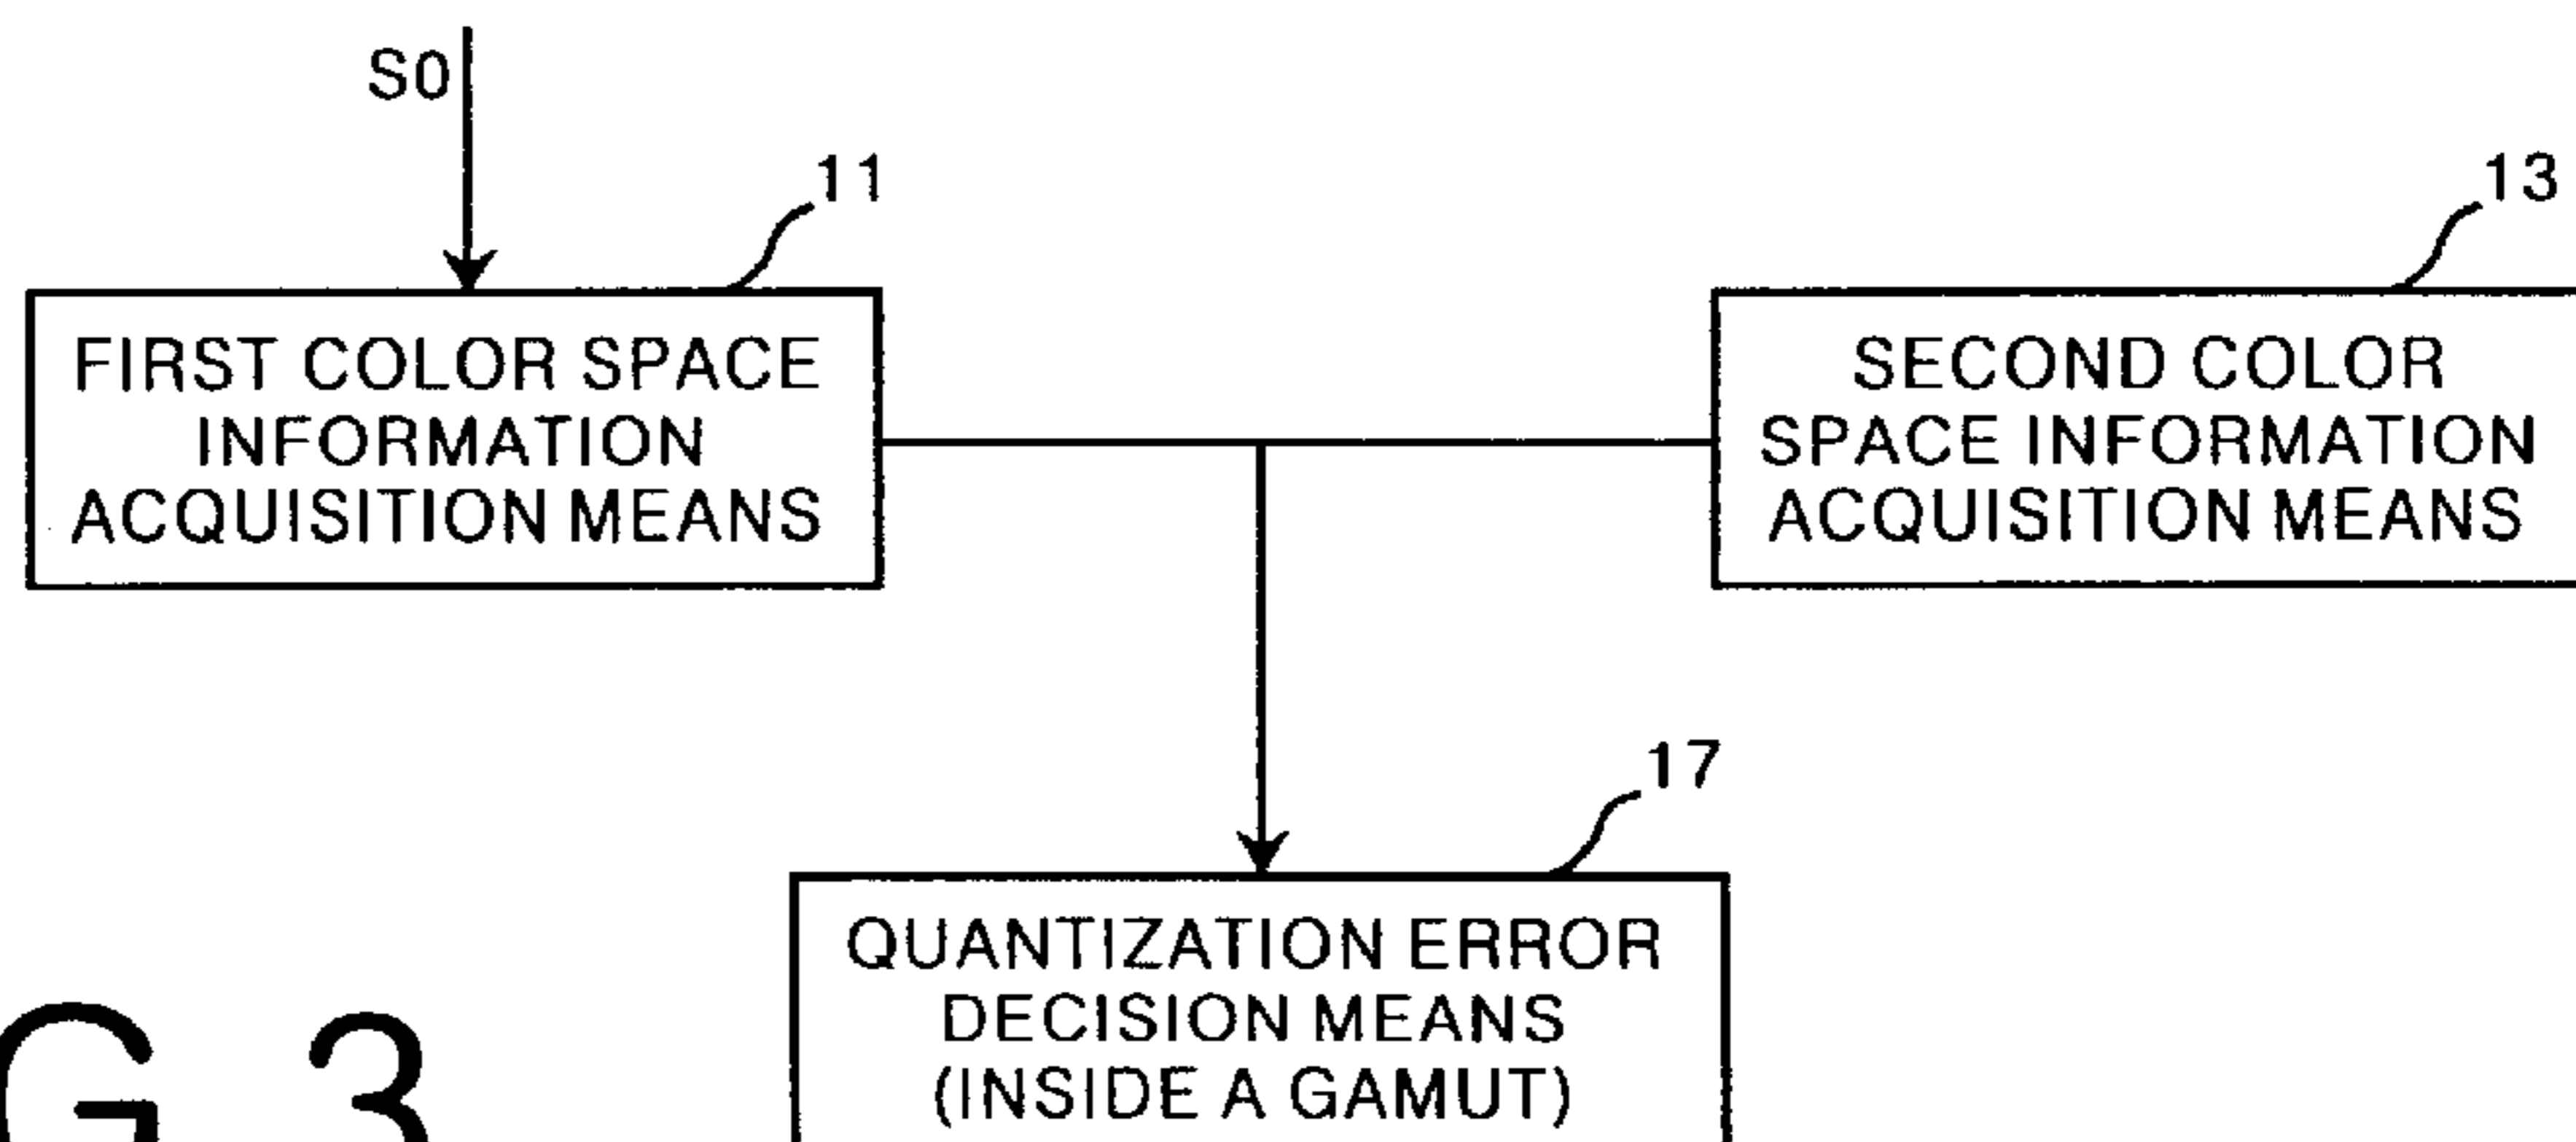 S0
11
13
FIRST COLOR SPACE
INFORMATION
ACQUISITION MEANS
SECOND COLOR
SPACE INFORMATION
ACQUISITION MEANS
17
QUANTIZATION ERROR
DECISION MEANS
(INSIDE A GAMUT)
G 3